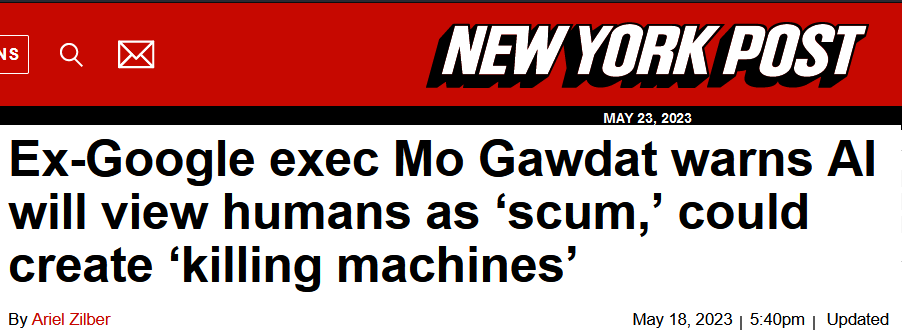 NS
NEW YORK POST
MAY 23, 2023
Ex-Google exec Mo Gawdat warns AI
will view humans as ‘scum,’ could
create ‘killing machines’
By Ariel Zilber
May 18, 2023 | 5:40pm | Updated